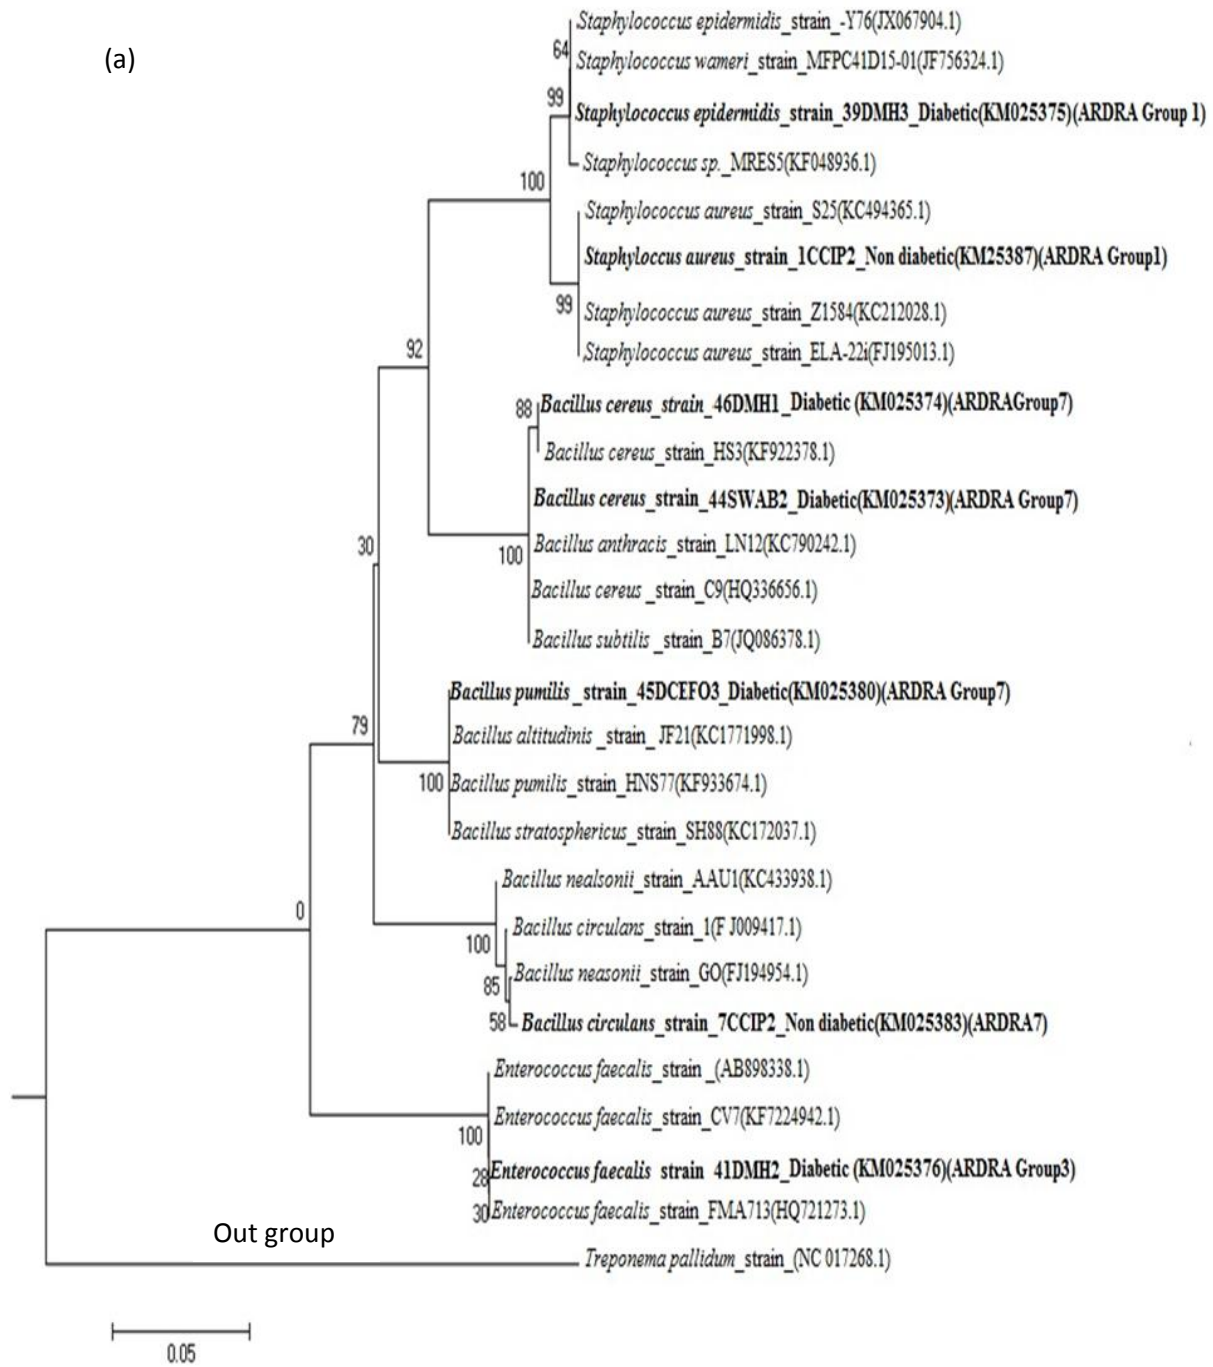 (a)
Staphylococcus epidermidis_strain_-Y76(JX067904.1)
64
Staphylococcus wameri_strain_MFPC41D15-01(JF756324.1)
99
Staphylococcus epidermidis_strain_39DMH3_Diabetic(KM025375)(ARDRA Group 1)
Staphylococcus sp._MRES5(KF048936.1)
100
Staphylococcus aureus_strain_S25(KC494365.1)
Staphyloccus aureus_strain_1CCIP2_Non diabetic(KM25387)(ARDRA Group1)
99
Staphylococcus aureus_strain_Z1584(KC212028.1)
Staphylococcus aureus_strain_ELA-22i(FJ195013.1)
92
88
Bacillus cereus_strain_46DMH1_Diabetic (KM025374)(ARDRAGroup7)
Bacillus cereus_strain_HS3(KF922378.1)
Bacillus cereus_strain_44SWAB2_Diabetic(KM025373)(ARDRA Group7)
30
100
Bacillus anthracis_strain_LN12(KC790242.1)
Bacillus cereus _strain_C9(HQ336656.1)
Bacillus subtilis _strain_B7(JQ086378.1)
Bacillus pumilis _strain_45DCEFO3_Diabetic(KM025380)(ARDRA Group7)
79
Bacillus altitudinis _strain_ JF21(KC1771998.1)
100
Bacillus pumilis_strain_HNS77(KF933674.1)
Bacillus stratosphericus_strain_SH88(KC172037.1)
Bacillus nealsonii_strain_AAU1(KC433938.1)
0
Bacillus circulans_strain_1(F J009417.1)
100
Bacillus neasonii_strain_GO(FJ194954.1)
85
58
Bacillus circulans_strain_7CCIP2_Non diabetic(KM025383)(ARDRA7)
Enterococcus faecalis_strain _(AB898338.1)
Enterococcus faecalis_strain_CV7(KF7224942.1)
100
28
Enterococcus faecalis strain 41DMH2_Diabetic (KM025376)(ARDRA Group3)
30
Enterococcus faecalis_strain_FMA713(HQ721273.1)
Out group
Treponema pallidum_strain_(NC 017268.1)
0.05